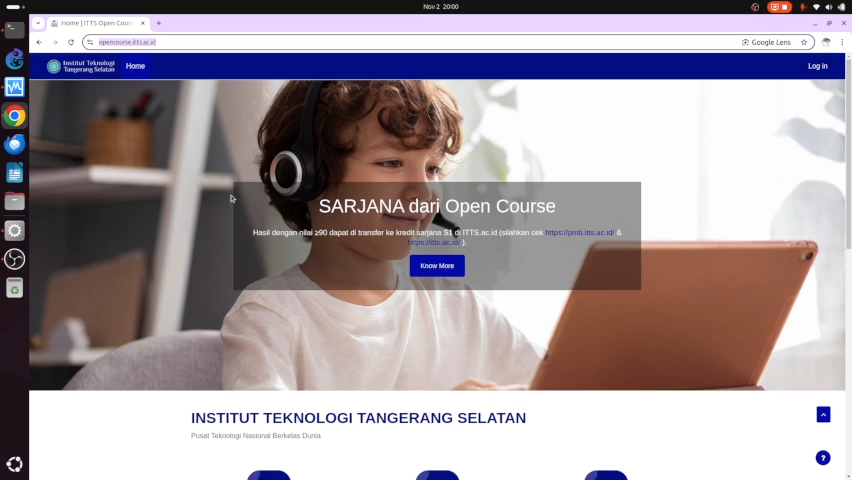 Nov 2 20:00
Home | ITTS Open Cours
opencourse.itts.ac.id
Google Lens
Institut Teknologi
Tangerang Selatan
Home
Log in
SARJANA dari Open Course
Hasil dengan nilai ≥90 dapat di transfer ke kredit sarjana S1 di ITTS.ac.id (silahkan cek https://pmb.itts.ac.id/ &
https://itts.ac.id/ ).
Know More
INSTITUT TEKNOLOGI TANGERANG SELATAN
Pusat Teknologi Nasional Berkelas Dunia
?